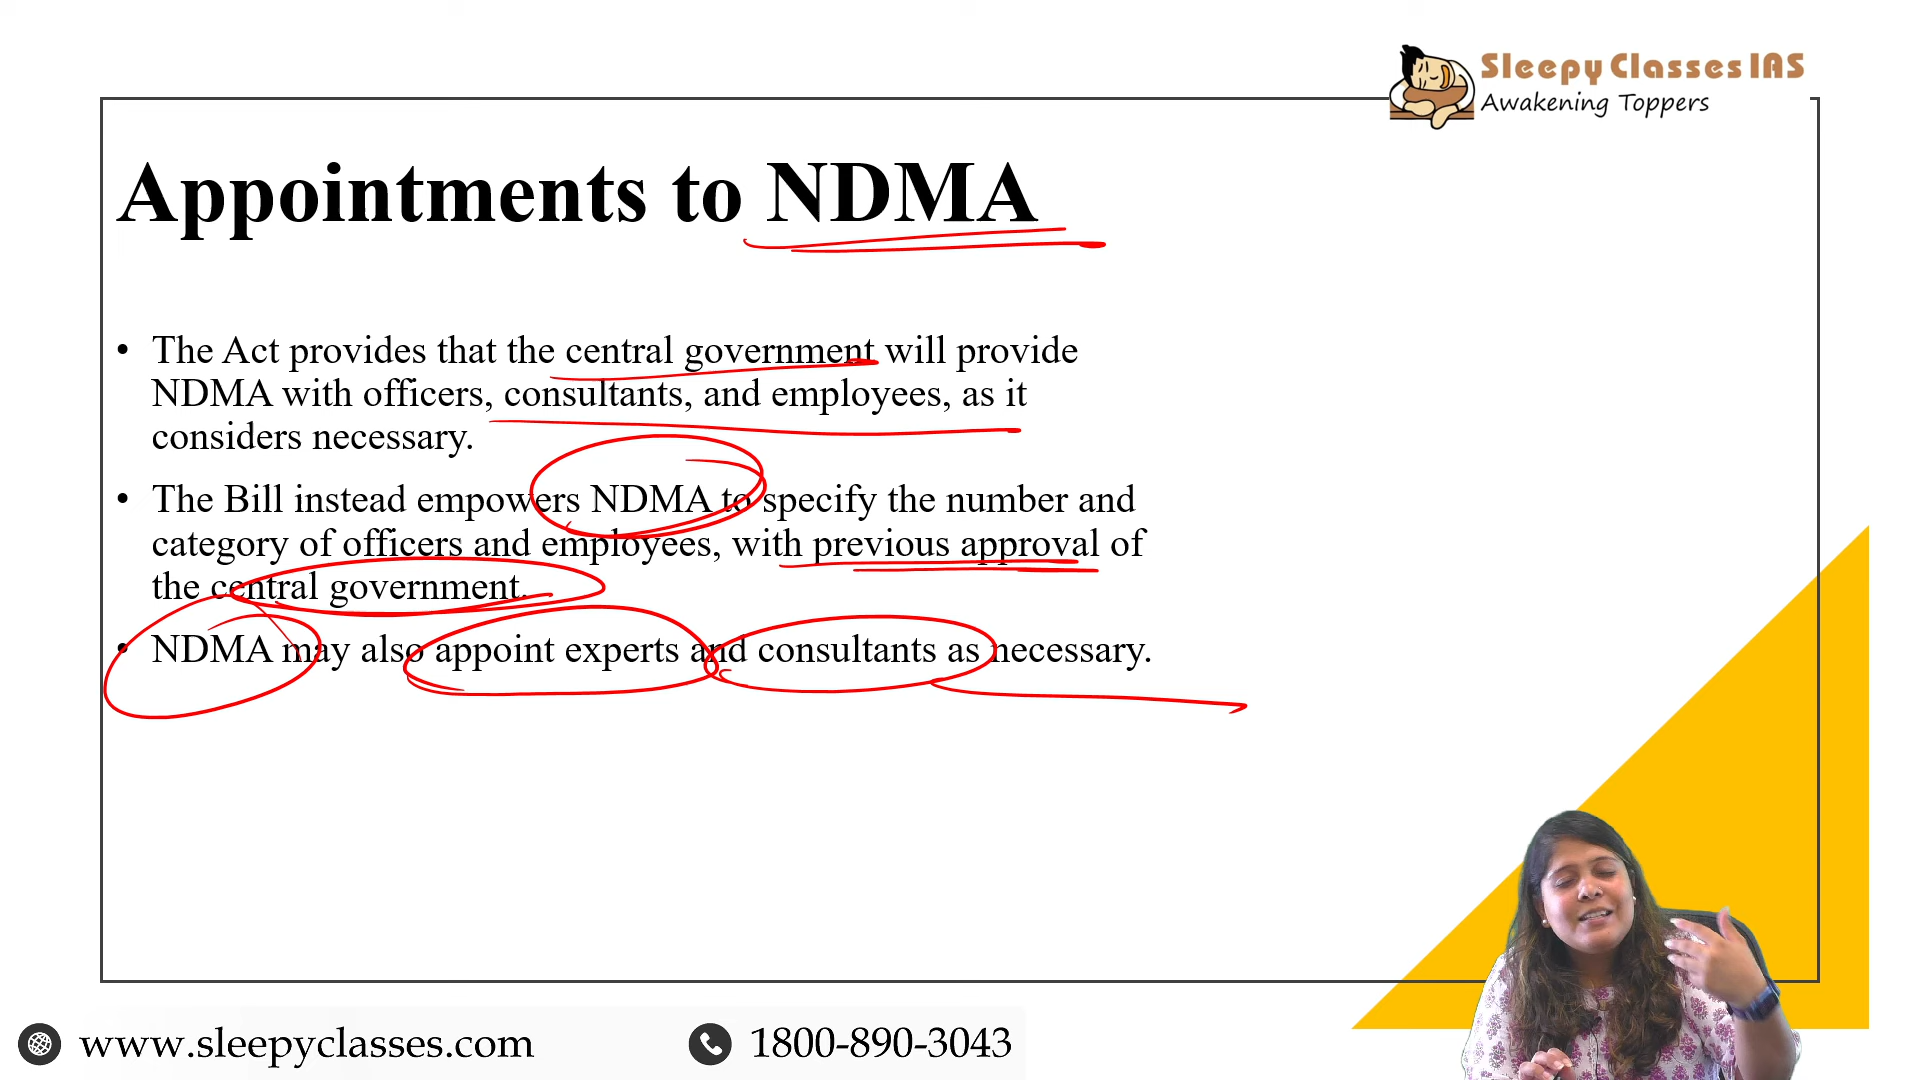 Sleepy Classes IAS
Awakening Toppers
Appointments to NDMA
• The Act provides that the central government will provide
NDMA with officers, consultants, and employees, as it
considers necessary.
• The Bill instead empowers NDMA to specify the number and
category of officers and employees, with previous approval of
the central government.
• NDMA may also appoint experts and consultants as necessary.
www.sleepyclasses.com
1800-890-3043